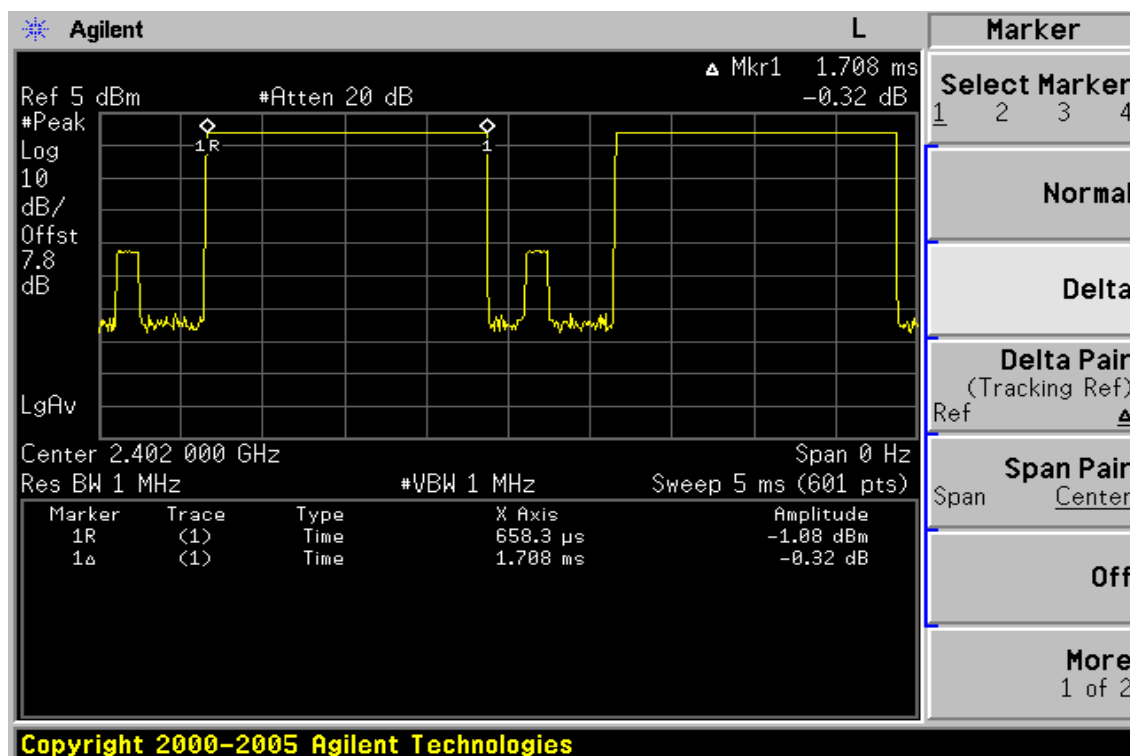 Agilent L
Δ Mkr1 1.708 ms
Ref 5 dBm #Atten 20 dB -0.32 dB
#Peak
Log
10
dB/
Offst
7.8
dB
1R 1
LgAv
Center 2.402 000 GHz Span 0 Hz
Res BW 1 MHz #VBW 1 MHz Sweep 5 ms (601 pts)
Marker Trace Type X Axis Amplitude
1R (1) Time 658.3 µs -1.08 dBm
1Δ (1) Time 1.708 ms -0.32 dB
Marker
Select Marker
1 2 3 4
Normal
Delta
Delta Pair
(Tracking Ref)
Ref Δ
Span Pair
Span Center
Off
More
1 of 2
Copyright 2000-2005 Agilent Technologies